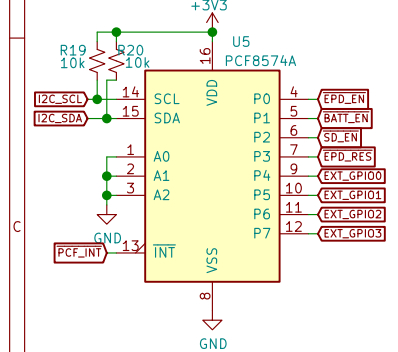 +3V3
R19
10k
R20
10k
U5
PCF8574A
16
VDD
I2C_SCL
14
SCL
I2C_SDA
15
SDA
1
A0
2
A1
3
A2
GND
PCF_INT
13
INT
P0
4
EPD_EN
P1
5
BATT_EN
P2
6
SD_EN
P3
7
EPD_RES
P4
9
EXT_GPIO0
P5
10
EXT_GPIO1
P6
11
EXT_GPIO2
P7
12
EXT_GPIO3
VSS
8
GND
C